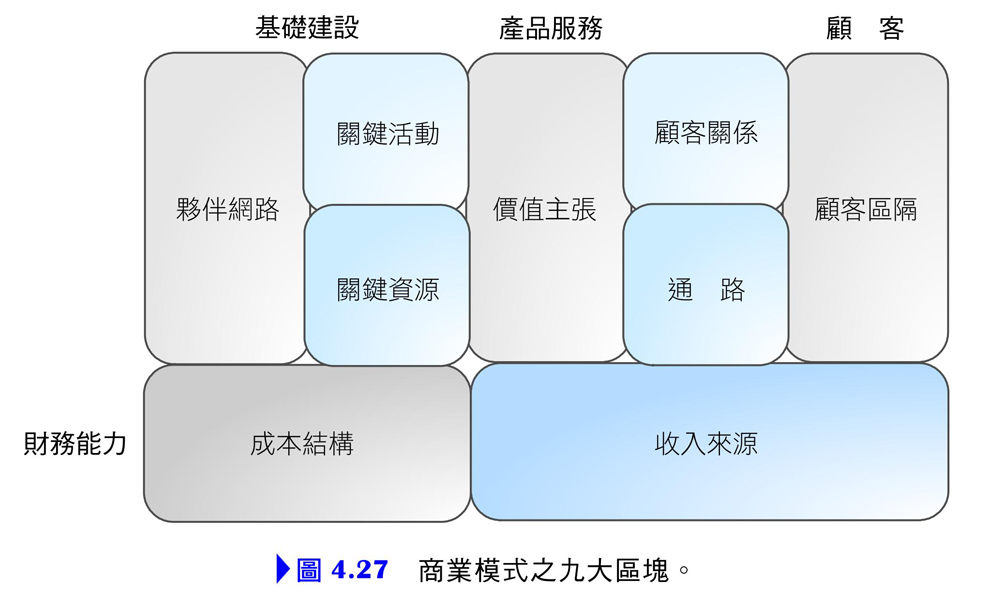 基礎建設
產品服務
顧　客
夥伴網路
關鍵活動
關鍵資源
價值主張
顧客關係
通　路
顧客區隔
財務能力
成本結構
收入來源
圖 4.27　商業模式之九大區塊。